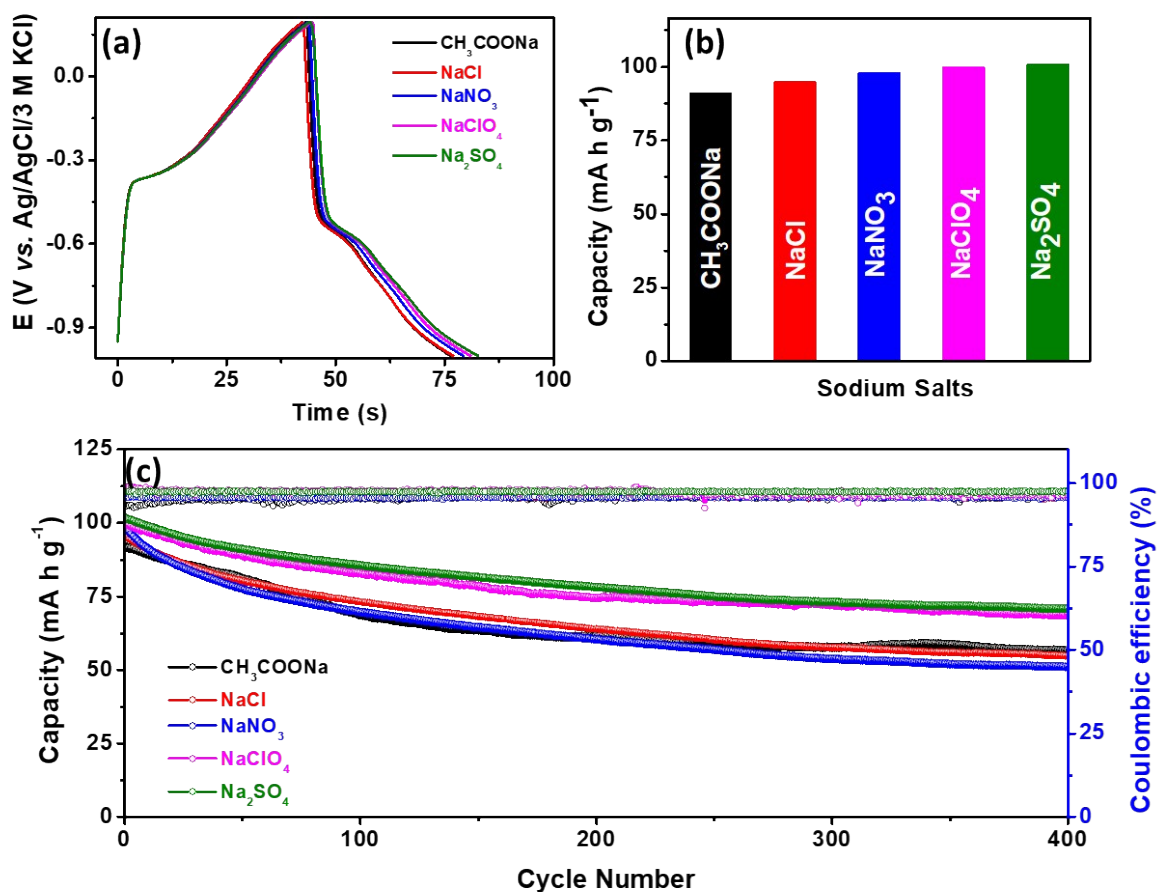 (a)
CH₃COONa
NaCl
NaNO₃
NaClO₄
Na₂SO₄
0.0
-0.3
-0.6
-0.9
E (V vs. Ag/AgCl/3 M KCl)
0
25
50
75
100
Time (s)
(b)
100
50
0
Capacity (mA h g⁻¹)
CH₃COONa
NaCl
NaNO₃
NaClO₄
Na₂SO₄
Sodium Salts
(c)
125
100
75
50
25
0
Capacity (mA h g⁻¹)
CH₃COONa
NaCl
NaNO₃
NaClO₄
Na₂SO₄
100
75
50
25
0
Coulombic efficiency (%)
0
100
200
300
400
Cycle Number